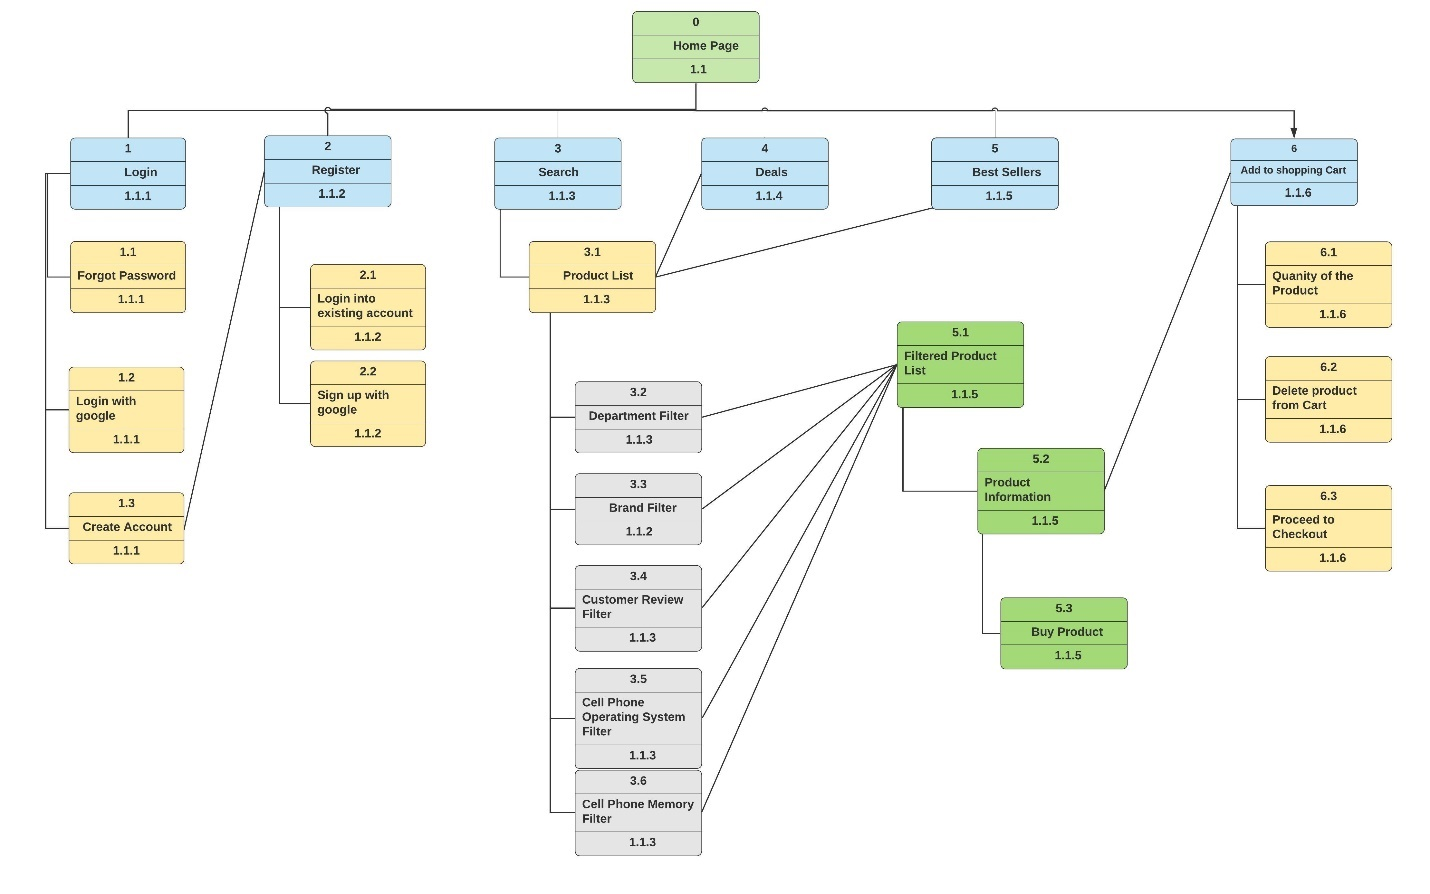 0
Home Page
1.1
1
Login
1.1.1
2
Register
1.1.2
3
Search
1.1.3
4
Deals
1.1.4
5
Best Sellers
1.1.5
6
Add to shopping Cart
1.1.6
1.1
Forgot Password
1.1.1
1.2
Login with
google
1.1.1
1.3
Create Account
1.1.1
2.1
Login into
existing account
1.1.2
2.2
Sign up with
google
1.1.2
3.1
Product List
1.1.3
3.2
Department Filter
1.1.3
3.3
Brand Filter
1.1.2
3.4
Customer Review
Filter
1.1.3
3.5
Cell Phone
Operating System
Filter
1.1.3
3.6
Cell Phone Memory
Filter
1.1.3
5.1
Filtered Product
List
1.1.5
5.2
Product
Information
1.1.5
5.3
Buy Product
1.1.5
6.1
Quanity of the
Product
1.1.6
6.2
Delete product
from Cart
1.1.6
6.3
Proceed to
Checkout
1.1.6